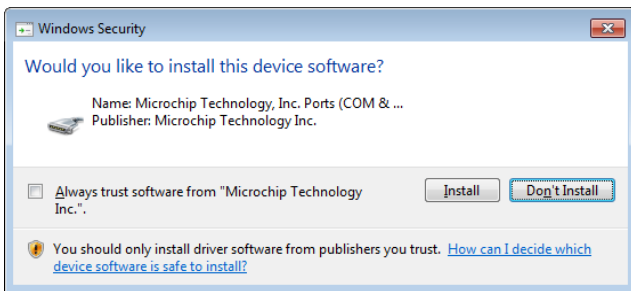 Windows Security
Would you like to install this device software?
Name: Microchip Technology, Inc. Ports (COM & ...
Publisher: Microchip Technology Inc.
Always trust software from "Microchip Technology
Inc.".
Install
Don't Install
You should only install driver software from publishers you trust. How can I decide which
device software is safe to install?